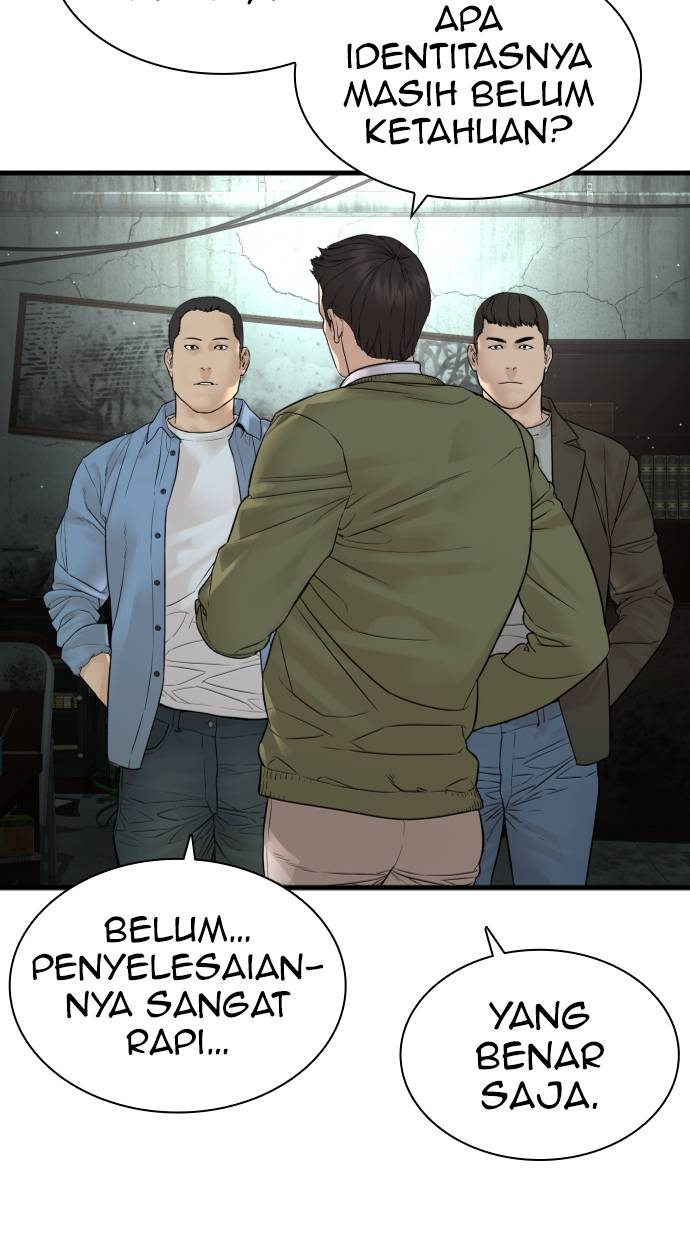 APA
IDENTITASNYA
MASIH BELUM
KETAHUAN?
BELUM...
PENYELESAIAN-
NYA SANGAT
RAPI...
YANG
BENAR
SAJA.